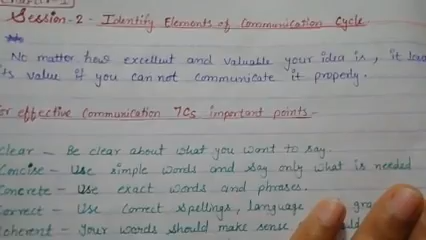 Session-2 - Identify Elements of Communication Cycle
No matter how excellent and valuable your idea is, it
its value if you can not communicate it properly.
for effective Communication 7Cs important points -
Clear - Be clear about what you want to say.
Concise - Use simple words and say only what is needed
Concrete - Use exact words and phrases.
Correct - Use correct spellings, language
Coherent - Your words should make sense